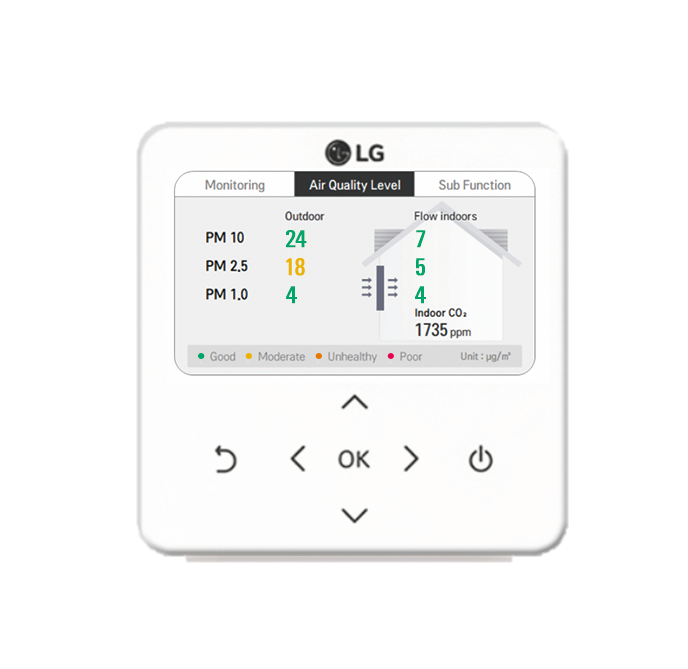 LG
Monitoring Air Quality Level Sub Function
Outdoor Flow indoors
PM 10 24 7
PM 2.5 18 5
PM 1.0 4 4
Indoor CO₂
1735 ppm
Good Moderate Unhealthy Poor Unit : μg/㎥
OK